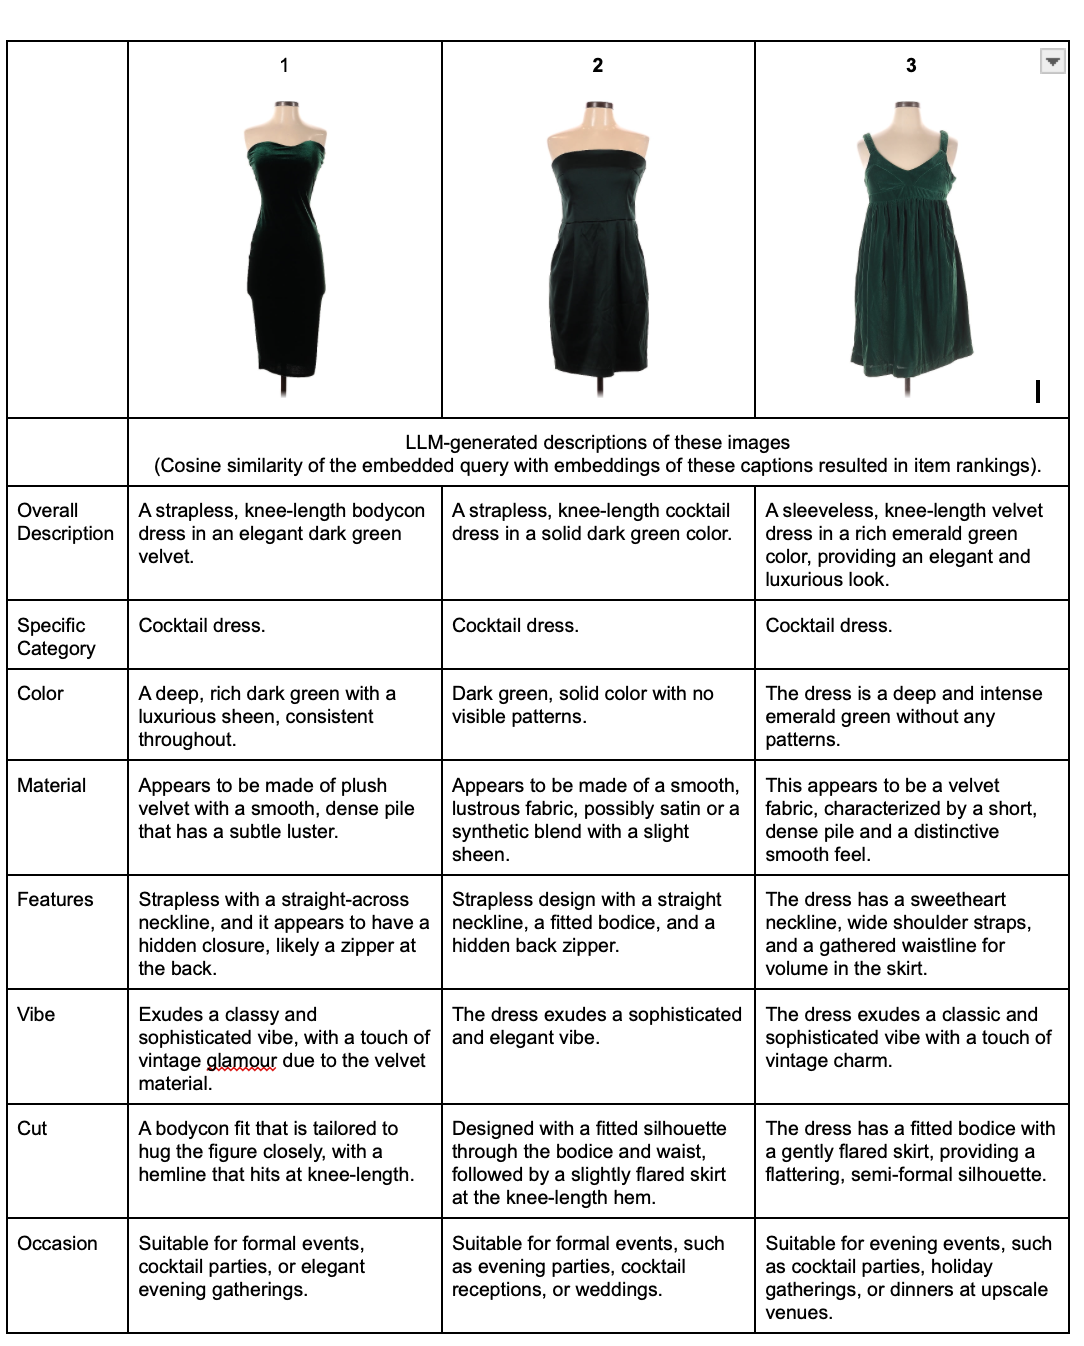 1
2
3
LLM-generated descriptions of these images
(Cosine similarity of the embedded query with embeddings of these captions resulted in item rankings).
Overall
Description
A strapless, knee-length bodycon
dress in an elegant dark green
velvet.
A strapless, knee-length cocktail
dress in a solid dark green color.
A sleeveless, knee-length velvet
dress in a rich emerald green
color, providing an elegant and
luxurious look.
Specific
Category
Cocktail dress.
Cocktail dress.
Cocktail dress.
Color
A deep, rich dark green with a
luxurious sheen, consistent
throughout.
Dark green, solid color with no
visible patterns.
The dress is a deep and intense
emerald green without any
patterns.
Material
Appears to be made of plush
velvet with a smooth, dense pile
that has a subtle luster.
Appears to be made of a smooth,
lustrous fabric, possibly satin or a
synthetic blend with a slight
sheen.
This appears to be a velvet
fabric, characterized by a short,
dense pile and a distinctive
smooth feel.
Features
Strapless with a straight-across
neckline, and it appears to have a
hidden closure, likely a zipper at
the back.
Strapless design with a straight
neckline, a fitted bodice, and a
hidden back zipper.
The dress has a sweetheart
neckline, wide shoulder straps,
and a gathered waistline for
volume in the skirt.
Vibe
Exudes a classy and
sophisticated vibe, with a touch of
vintage glamour due to the velvet
material.
The dress exudes a sophisticated
and elegant vibe.
The dress exudes a classic and
sophisticated vibe with a touch of
vintage charm.
Cut
A bodycon fit that is tailored to
hug the figure closely, with a
hemline that hits at knee-length.
Designed with a fitted silhouette
through the bodice and waist,
followed by a slightly flared skirt
at the knee-length hem.
The dress has a fitted bodice with
a gently flared skirt, providing a
flattering, semi-formal silhouette.
Occasion
Suitable for formal events,
cocktail parties, or elegant
evening gatherings.
Suitable for formal events, such
as evening parties, cocktail
receptions, or weddings.
Suitable for evening events, such
as cocktail parties, holiday
gatherings, or dinners at upscale
venues.